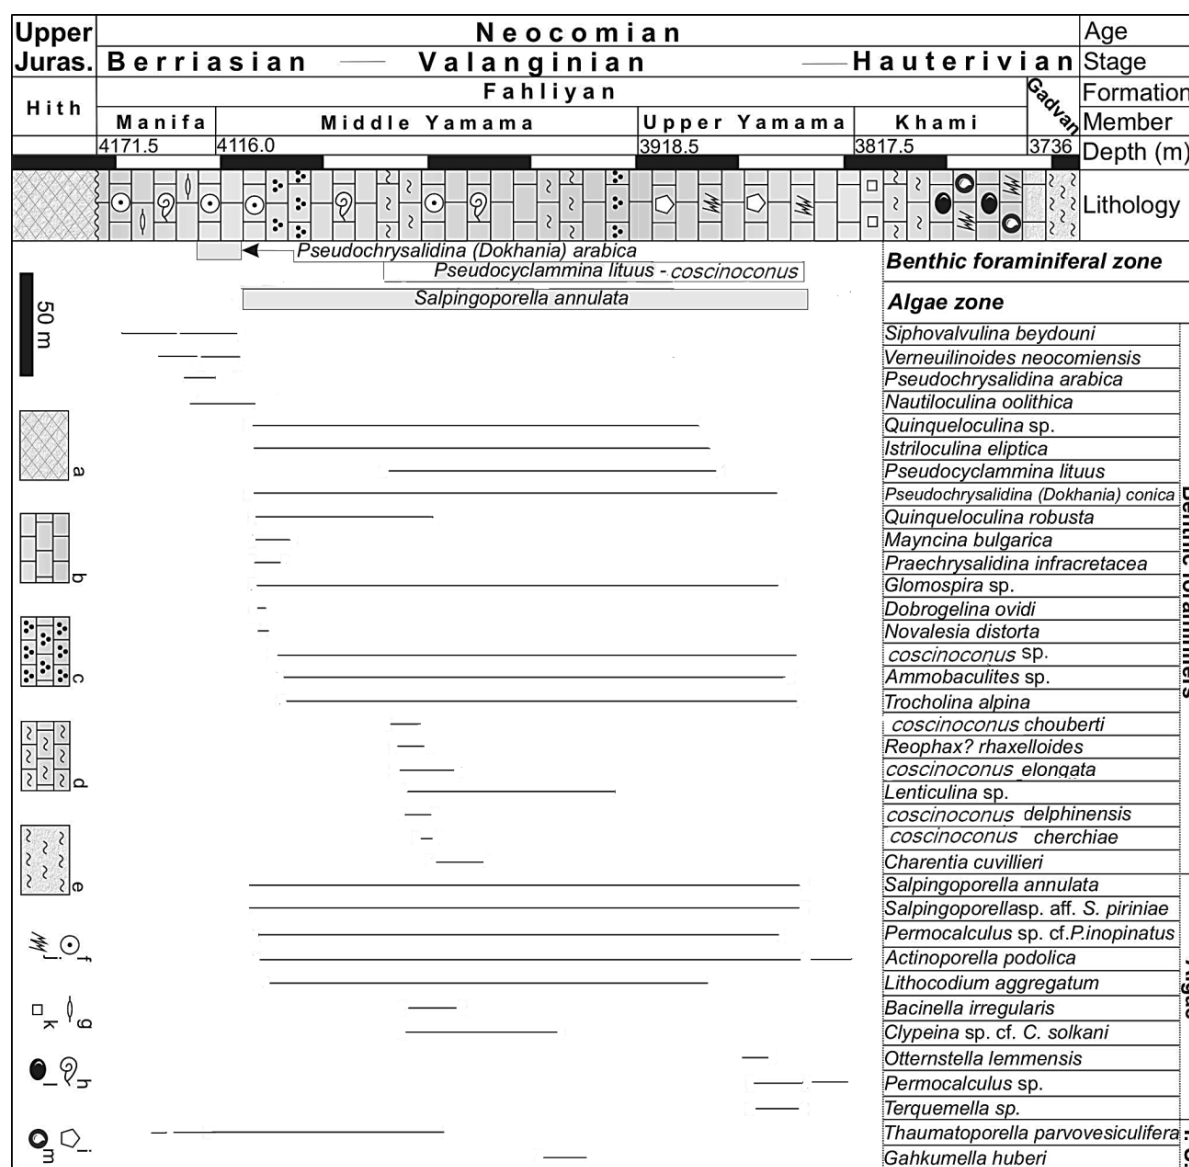 Upper Neocomian Age
Juras. Berriasian — Valanginian — Hauterivian Stage
Hith Fahliyan Gadvan Formation
Manifa Middle Yamama Upper Yamama Khami Member
4171.5 4116.0 3918.5 3817.5 3736 Depth (m)
Lithology
Pseudochrysalidina (Dokhania) arabica
Pseudocyclammina lituus - coscinoconus
Benthic foraminiferal zone
Salpingoporella annulata
Algae zone
50 m
Siphovalvulina beydouni
Verneuilinoides neocomiensis
Pseudochrysalidina arabica
Nautiloculina oolithica
Quinqueloculina sp.
Istriloculina eliptica
Pseudocyclammina lituus
Pseudochrysalidina (Dokhania) conica
Quinqueloculina robusta
Mayncina bulgarica
Praechrysalidina infracretacea
Glomospira sp.
Dobrogelina ovidi
Novalesia distorta
coscinoconus sp.
Ammobaculites sp.
Trocholina alpina
coscinoconus chouberti
Reophax? rhaxelloides
coscinoconus elongata
Lenticulina sp.
coscinoconus delphinensis
coscinoconus cherchiae
Charentia cuvillieri
Salpingoporella annulata
Salpingoporellasp. aff. S. piriniae
Permocalculus sp. cf.P.inopinatus
Actinoporella podolica
Lithocodium aggregatum
Bacinella irregularis
Clypeina sp. cf. C. solkani
Otternstella lemmensis
Permocalculus sp.
Terquemella sp.
Thaumatoporella parvovesiculifera
Gahkumella huberi
a
b
c
d
e
j f
k g
l h
m i